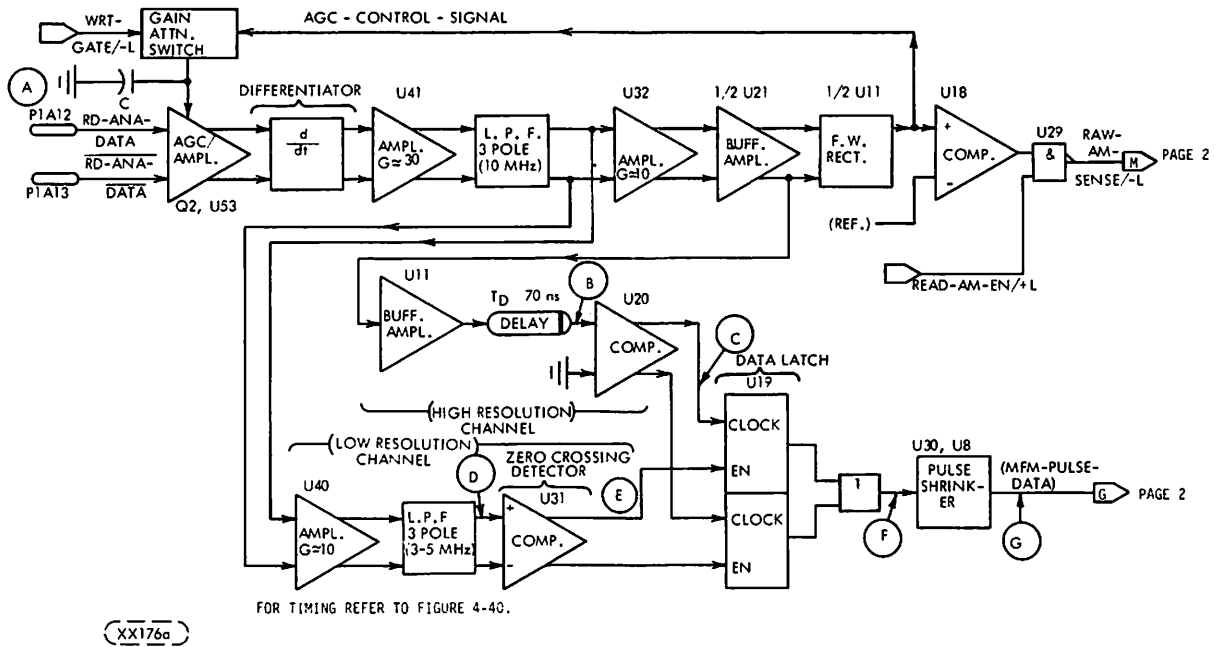 WRT-
GATE/-L
GAIN
ATTN.
SWITCH
AGC - CONTROL - SIGNAL
A
C
P1A12
RD-ANA-
DATA
RD-ANA-
DATA
P1A13
AGC/
AMPL.
Q2, U53
DIFFERENTIATOR
d
dt
U41
AMPL.
G≈30
L. P. F.
3 POLE
(10 MHz)
U32
AMPL.
G≈10
1/2 U21
BUFF.
AMPL.
1/2 U11
F.W.
RECT.
U18
+
COMP.
-
(REF.)
U29
&
RAW-
AM-
SENSE/-L
M
PAGE 2
READ-AM-EN/+L
U11
BUFF.
AMPL.
TD 70 ns
DELAY
B
U20
COMP.
C
DATA LATCH
U19
(HIGH RESOLUTION)
CHANNEL
CLOCK
EN
CLOCK
EN
(LOW RESOLUTION)
CHANNEL
D
ZERO CROSSING
DETECTOR
U31
E
U40
AMPL.
G≈10
L.P.F
3 POLE
(3-5 MHz)
+
COMP.
-
1
F
U30, U8
PULSE
SHRINK-
ER
(MFM-PULSE-
DATA)
G
PAGE 2
G
FOR TIMING REFER TO FIGURE 4-40.
XX176a